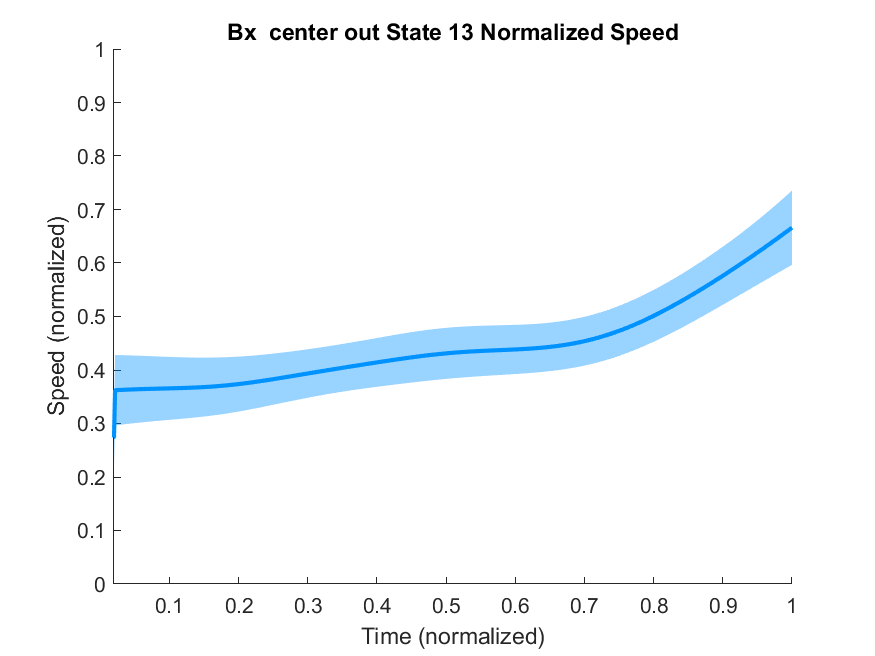 Bx  center out State 13 Normalized Speed
1
0.9
0.8
0.7
0.6
0.5
0.4
0.3
0.2
0.1
0
Speed (normalized)
0.1 0.2 0.3 0.4 0.5 0.6 0.7 0.8 0.9 1
Time (normalized)